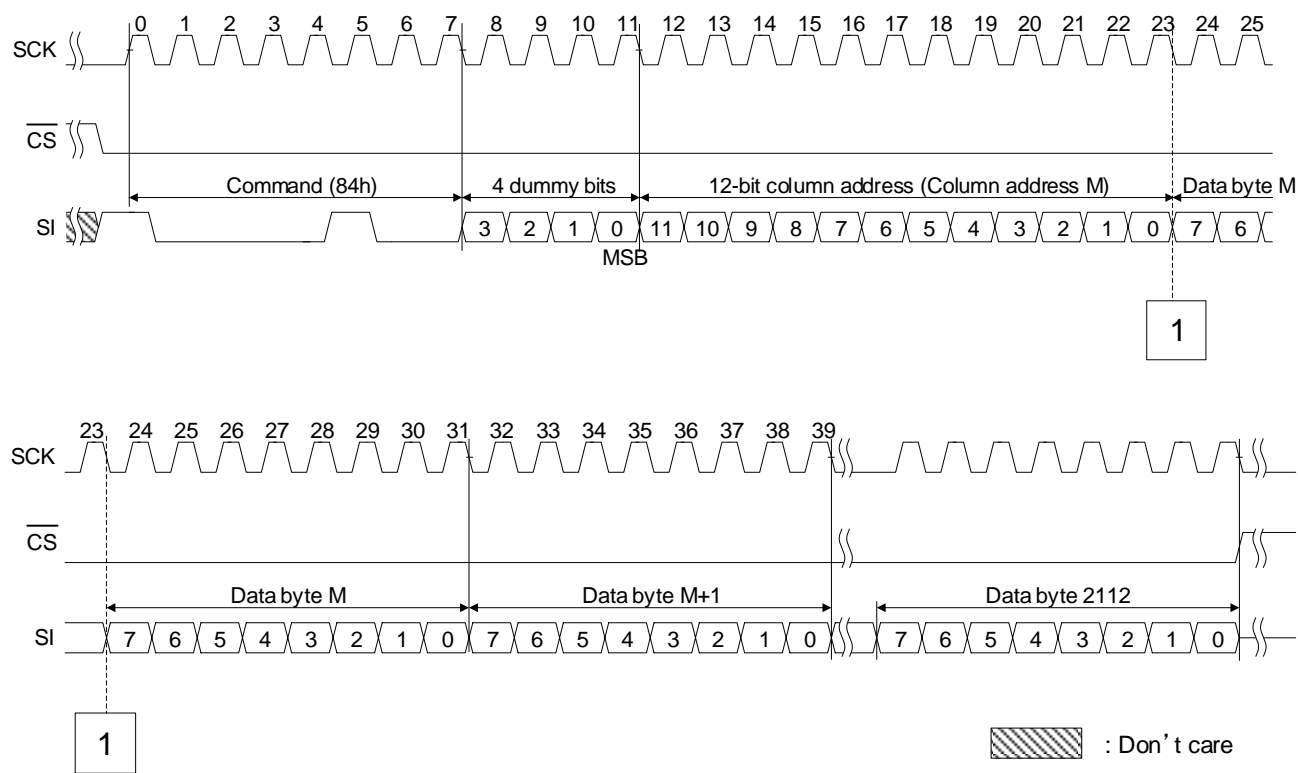 0 1 2 3 4 5 6 7 8 9 10 11 12 13 14 15 16 17 18 19 20 21 22 23 24 25
SCK
CS
Command (84h) 4 dummy bits 12-bit column address (Column address M) Data byte M
SI 3 2 1 0 11 10 9 8 7 6 5 4 3 2 1 0 7 6
MSB
1
23 24 25 26 27 28 29 30 31 32 33 34 35 36 37 38 39
SCK
CS
Data byte M Data byte M+1 Data byte 2112
SI 7 6 5 4 3 2 1 0 7 6 5 4 3 2 1 0 7 6 5 4 3 2 1 0
1
: Don’t care